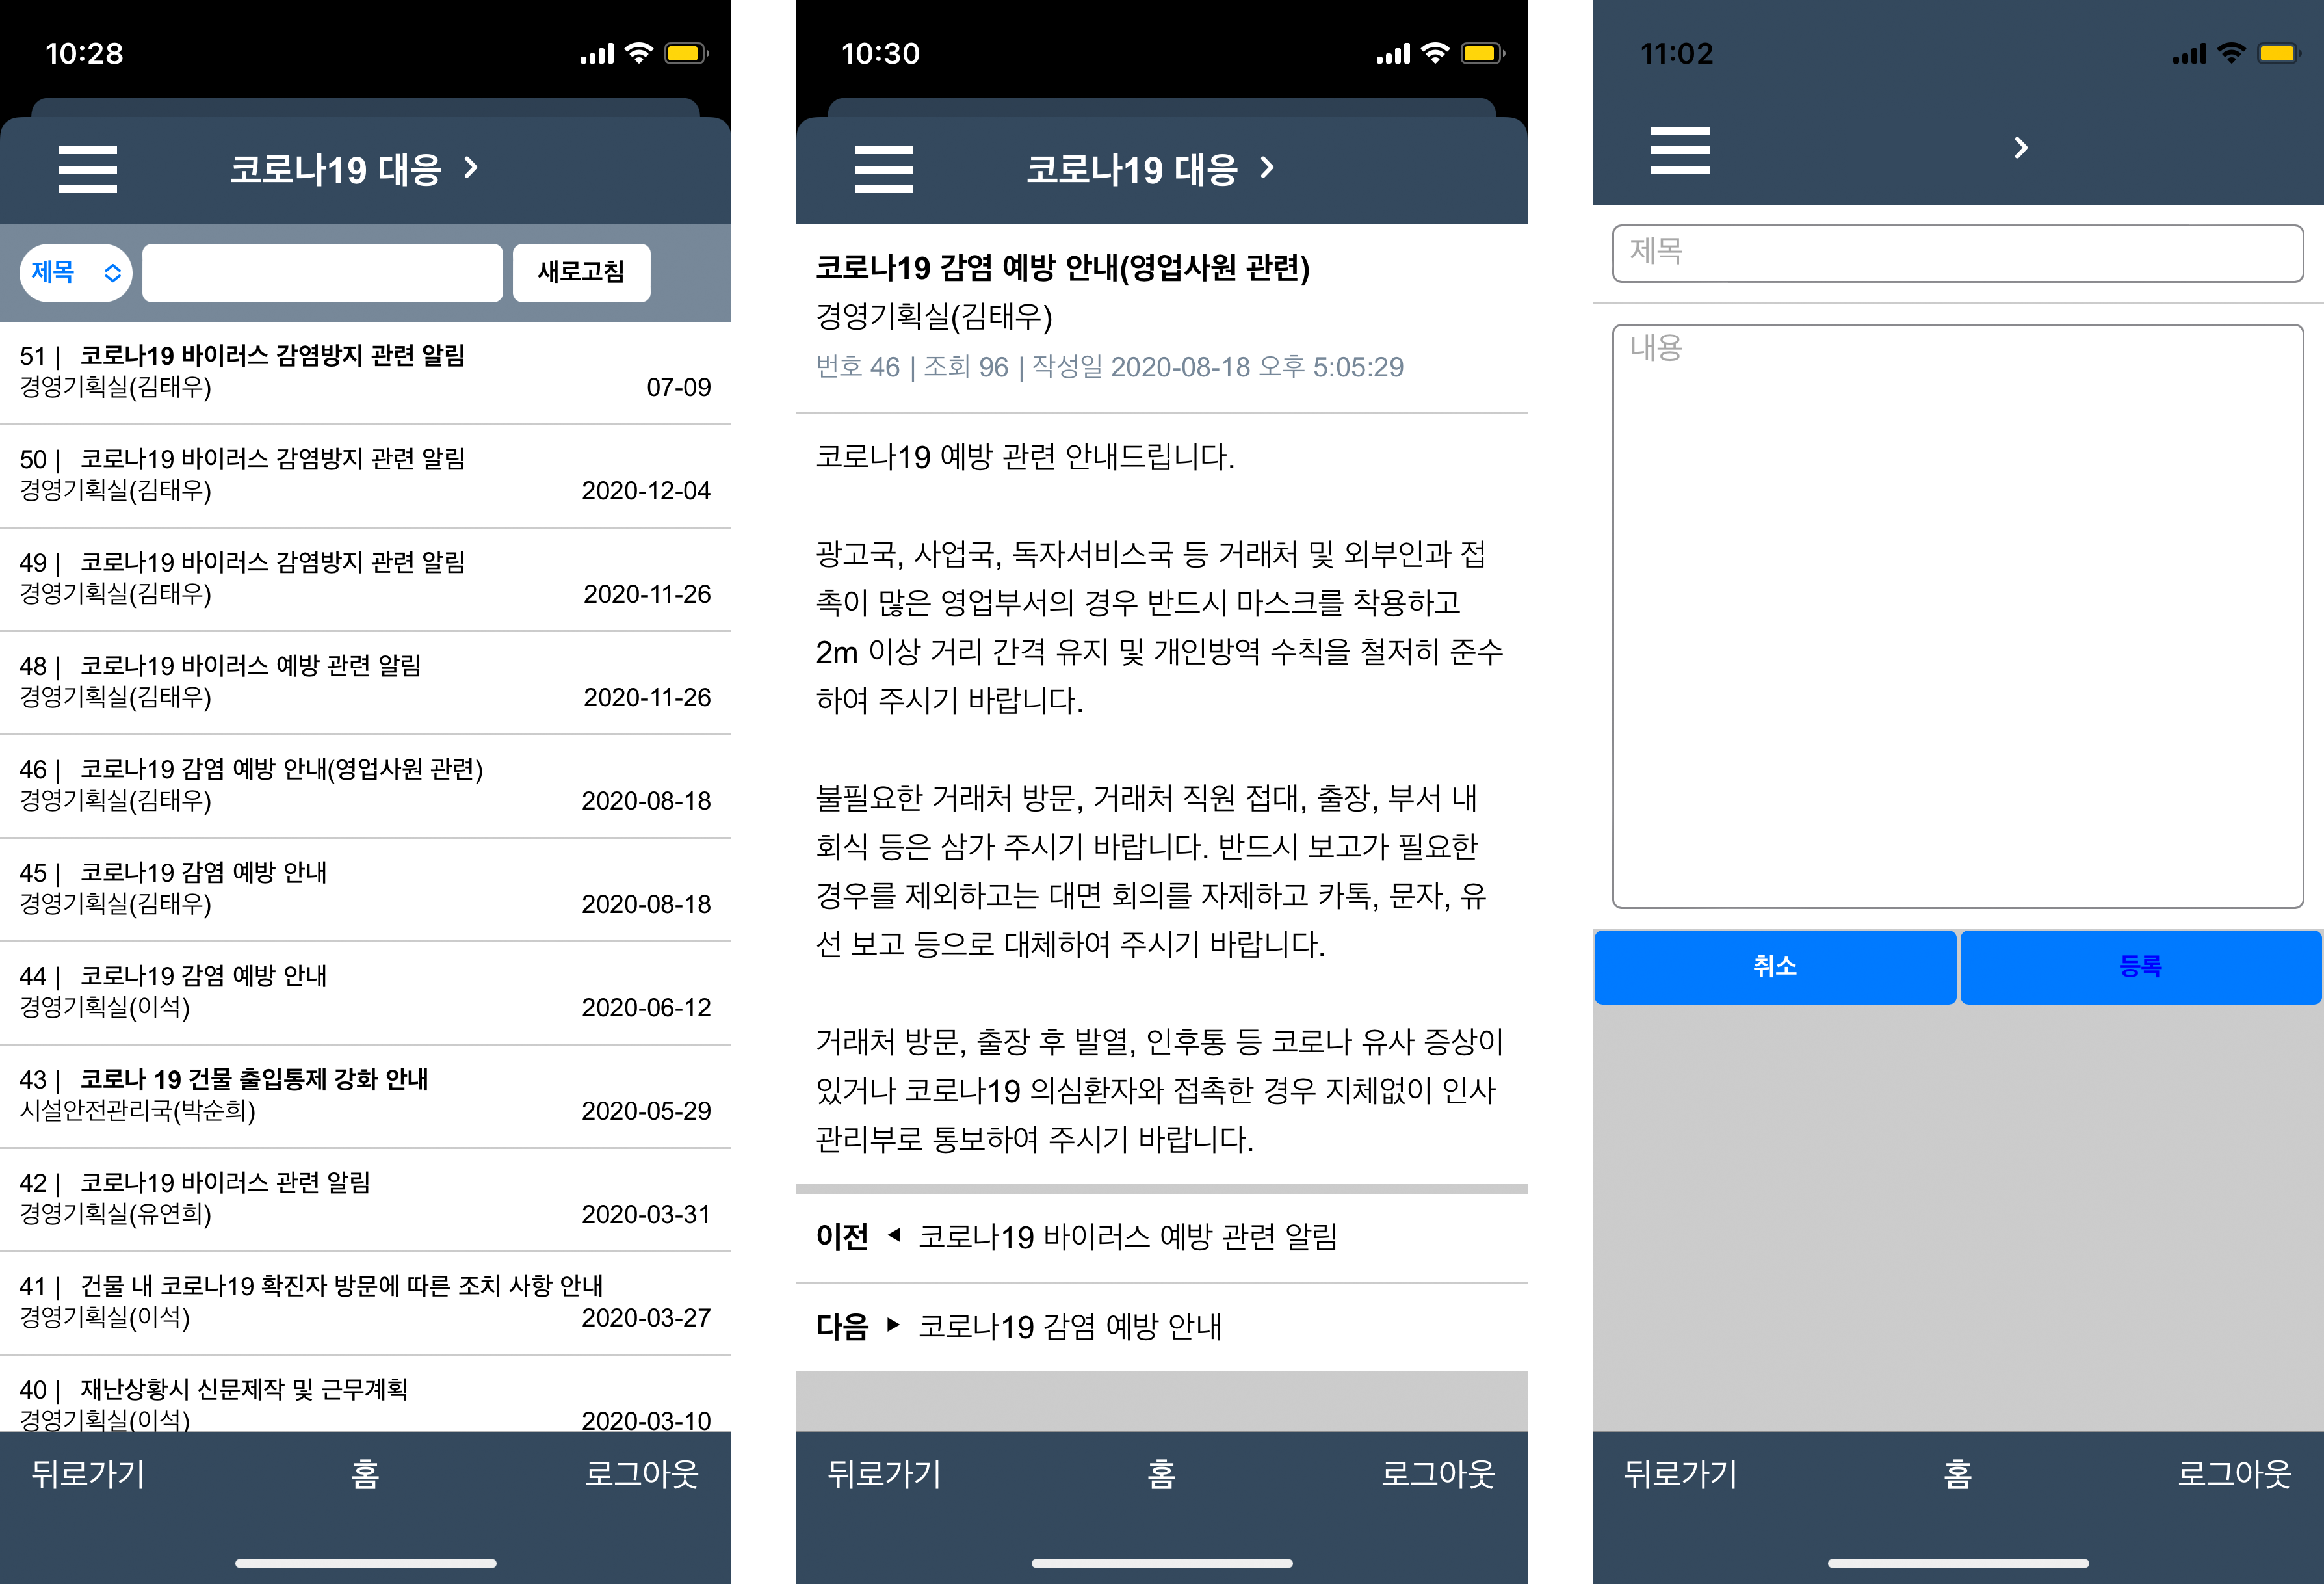 10:28
코로나19 대응 >
제목
새로고침
51 | 코로나19 바이러스 감염방지 관련 알림
경영기획실(김태우) 07-09
50 | 코로나19 바이러스 감염방지 관련 알림
경영기획실(김태우) 2020-12-04
49 | 코로나19 바이러스 감염방지 관련 알림
경영기획실(김태우) 2020-11-26
48 | 코로나19 바이러스 예방 관련 알림
경영기획실(김태우) 2020-11-26
46 | 코로나19 감염 예방 안내(영업사원 관련)
경영기획실(김태우) 2020-08-18
45 | 코로나19 감염 예방 안내
경영기획실(김태우) 2020-08-18
44 | 코로나19 감염 예방 안내
경영기획실(이석) 2020-06-12
43 | 코로나 19 건물 출입통제 강화 안내
시설안전관리국(박순희) 2020-05-29
42 | 코로나19 바이러스 관련 알림
경영기획실(유연희) 2020-03-31
41 | 건물 내 코로나19 확진자 방문에 따른 조치 사항 안내
경영기획실(이석) 2020-03-27
40 | 재난상황시 신문제작 및 근무계획
경영기획실(이석) 2020-03-10
뒤로가기 홈 로그아웃
10:30
코로나19 대응 >
코로나19 감염 예방 안내(영업사원 관련)
경영기획실(김태우)
번호 46 | 조회 96 | 작성일 2020-08-18 오후 5:05:29
코로나19 예방 관련 안내드립니다.
광고국, 사업국, 독자서비스국 등 거래처 및 외부인과 접
촉이 많은 영업부서의 경우 반드시 마스크를 착용하고
2m 이상 거리 간격 유지 및 개인방역 수칙을 철저히 준수
하여 주시기 바랍니다.
불필요한 거래처 방문, 거래처 직원 접대, 출장, 부서 내
회식 등은 삼가 주시기 바랍니다. 반드시 보고가 필요한
경우를 제외하고는 대면 회의를 자제하고 카톡, 문자, 유
선 보고 등으로 대체하여 주시기 바랍니다.
거래처 방문, 출장 후 발열, 인후통 등 코로나 유사 증상이
있거나 코로나19 의심환자와 접촉한 경우 지체없이 인사
관리부로 통보하여 주시기 바랍니다.
이전 ◀ 코로나19 바이러스 예방 관련 알림
다음 ▶ 코로나19 감염 예방 안내
뒤로가기 홈 로그아웃
11:02
>
제목
내용
취소 등록
뒤로가기 홈 로그아웃